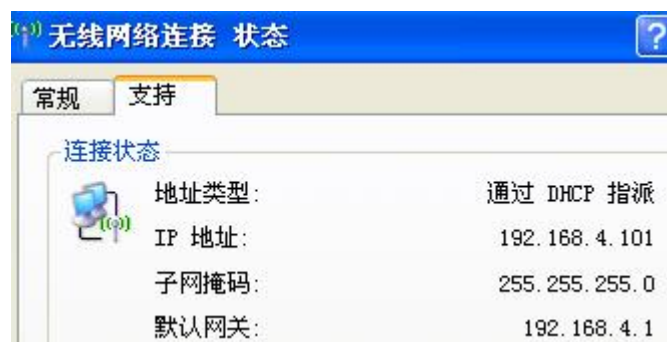 无线网络连接 状态
常规 支持
连接状态
地址类型: 通过 DHCP 指派
IP 地址: 192.168.4.101
子网掩码: 255.255.255.0
默认网关: 192.168.4.1